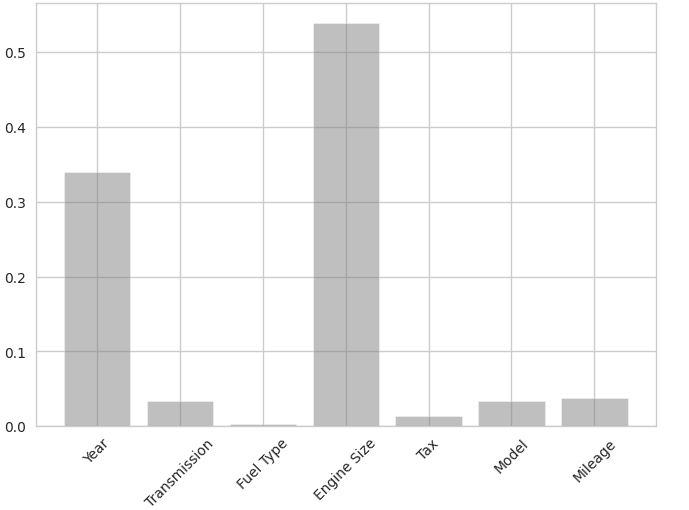 0.5
0.4
0.3
0.2
0.1
0.0
Year
Transmission
Fuel Type
Engine Size
Tax
Model
Mileage